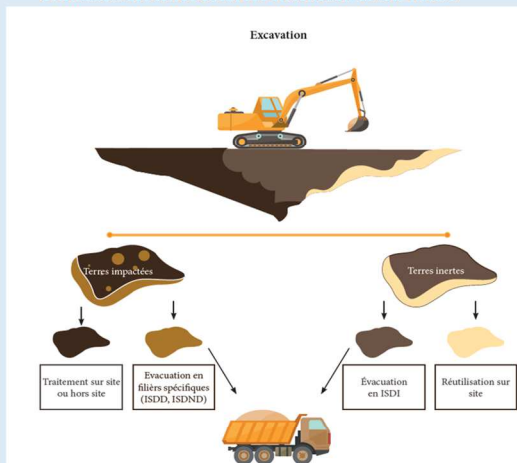 Excavation
Terres impactées
Terres inertes
Traitement sur site
ou hors site
Evacuation en
filièrs spécifiques
(ISDD, ISDND)
Évacuation
en ISDI
Réutilisation sur
site